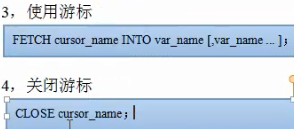 3，使用游标
FETCH cursor_name INTO var_name [,var_name ... ];
4，关闭游标
CLOSE cursor_name；